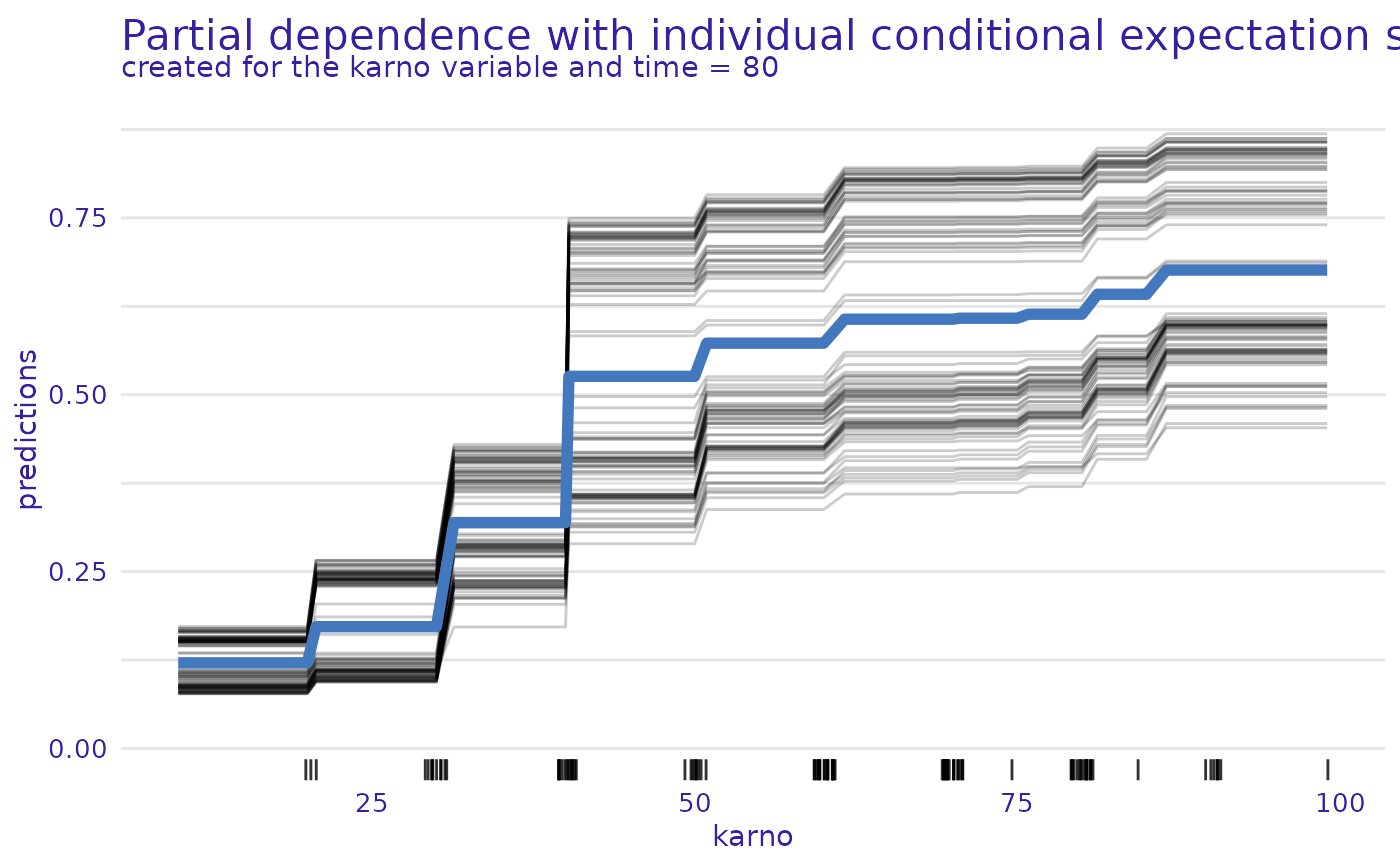 Partial dependence with individual conditional expectation s
created for the karno variable and time = 80
predictions
0.75
0.50
0.25
0.00
25 50 75 100
karno